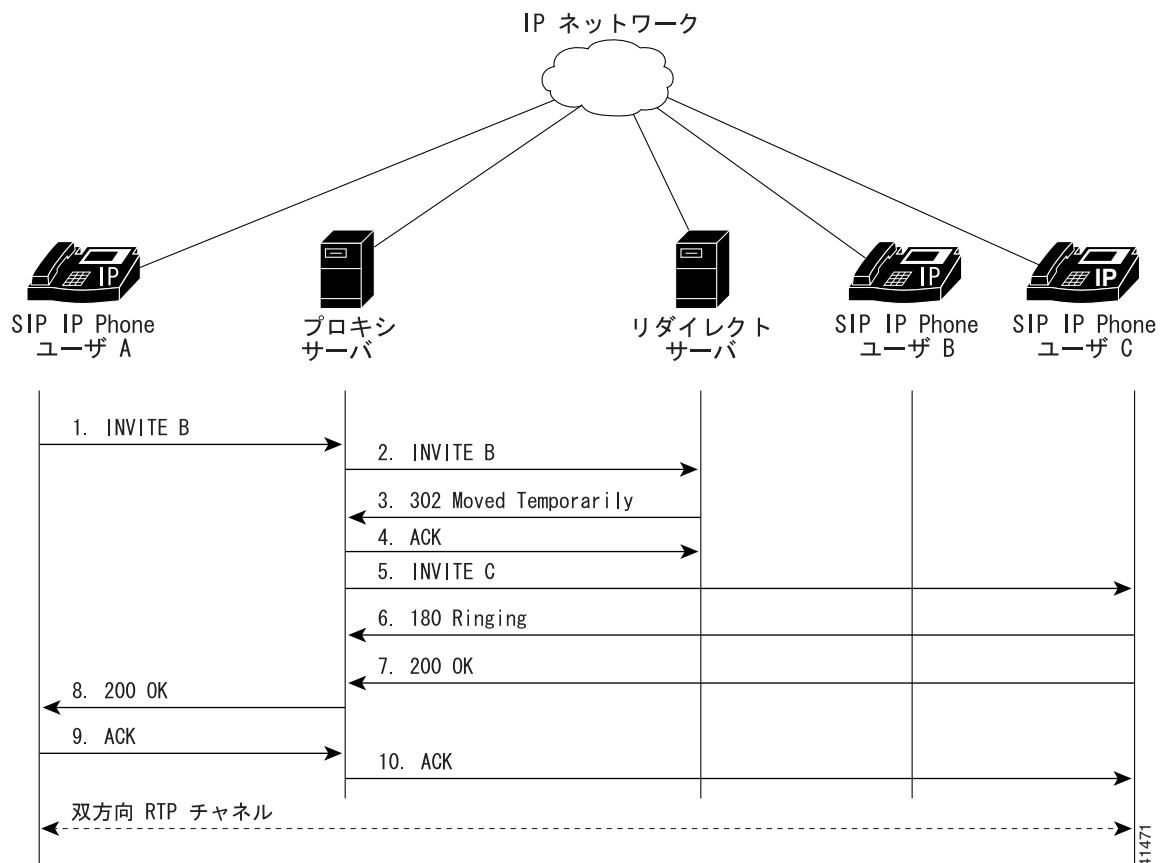 IP ネットワーク
IP
IP
IP
SIP IP Phone
ユーザ A
プロキシ
サーバ
リダイレクト
サーバ
SIP IP Phone
ユーザ B
SIP IP Phone
ユーザ C
1. INVITE B
2. INVITE B
3. 302 Moved Temporarily
4. ACK
5. INVITE C
6. 180 Ringing
7. 200 OK
8. 200 OK
9. ACK
10. ACK
双方向 RTP チャネル